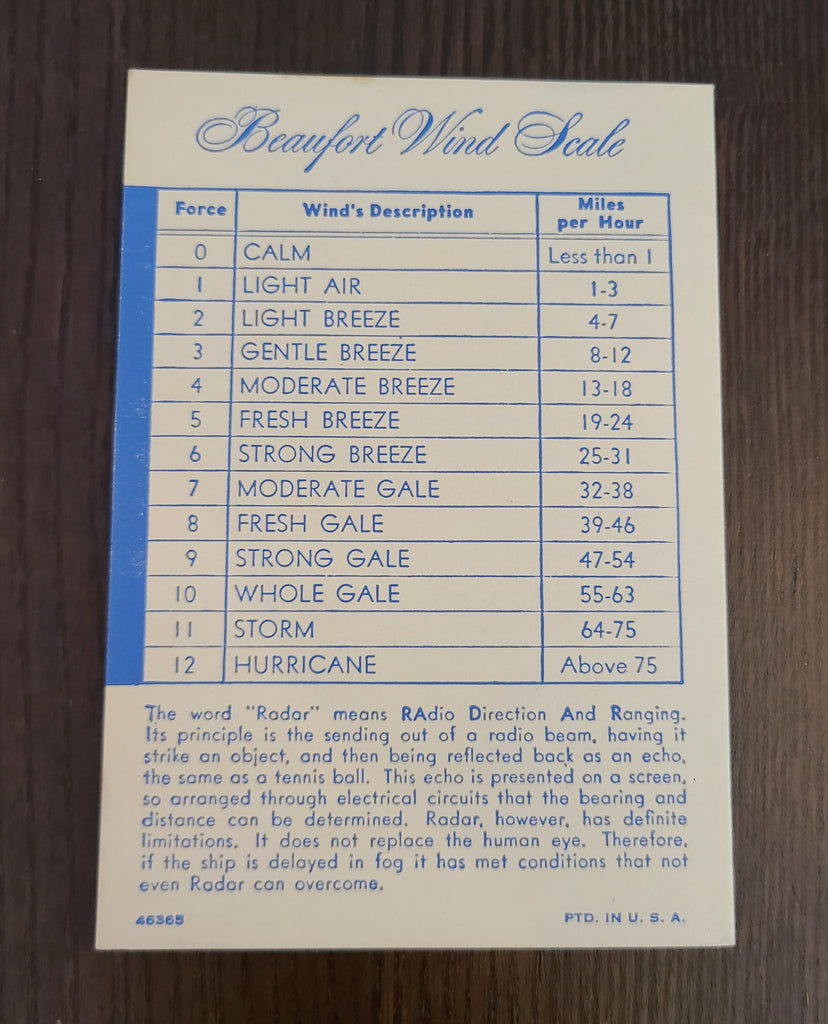 Beaufort Wind Scale
Force Wind's Description Miles per Hour
0 CALM Less than 1
1 LIGHT AIR 1-3
2 LIGHT BREEZE 4-7
3 GENTLE BREEZE 8-12
4 MODERATE BREEZE 13-18
5 FRESH BREEZE 19-24
6 STRONG BREEZE 25-31
7 MODERATE GALE 32-38
8 FRESH GALE 39-46
9 STRONG GALE 47-54
10 WHOLE GALE 55-63
11 STORM 64-75
12 HURRICANE Above 75
The word "Radar" means RAdio Direction And Ranging.
Its principle is the sending out of a radio beam, having it
strike an object, and then being reflected back as an echo,
the same as a tennis ball. This echo is presented on a screen,
so arranged through electrical circuits that the bearing and
distance can be determined. Radar, however, has definite
limitations. It does not replace the human eye. Therefore,
if the ship is delayed in fog it has met conditions that not
even Radar can overcome.
46365 PTD. IN U. S. A.